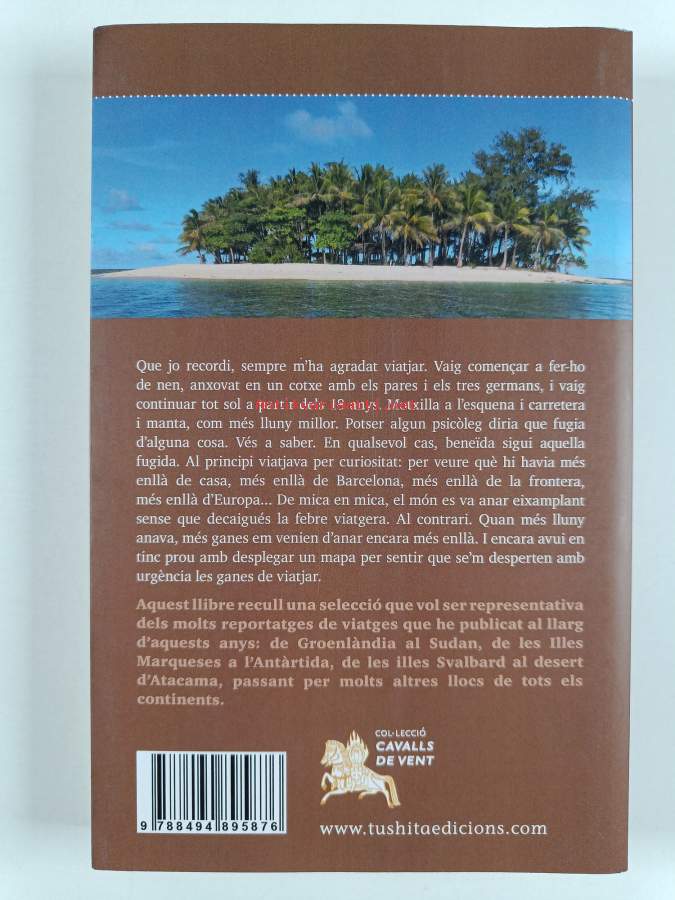 Que jo recordi, sempre m'ha agradat viatjar. Vaig començar a fer-ho
de nen, anxovat en un cotxe amb els pares i els tres germans, i vaig
continuar tot sol a partir dels 18 anys. Motxilla a l'esquena i carretera
i manta, com més lluny millor. Potser algun psicòleg diria que fugia
d'alguna cosa. Vés a saber. En qualsevol cas, beneïda sigui aquella
fugida. Al principi viatjava per curiositat: per veure què hi havia més
enllà de casa, més enllà de Barcelona, més enllà de la frontera,
més enllà d'Europa... De mica en mica, el món es va anar eixamplant
sense que decaigués la febre viatgera. Al contrari. Quan més lluny
anava, més ganes em venien d'anar encara més enllà. I encara avui en
tinc prou amb desplegar un mapa per sentir que se'm desperten amb
urgència les ganes de viatjar.
Aquest llibre recull una selecció que vol ser representativa
dels molts reportatges de viatges que he publicat al llarg
d'aquests anys: de Groenlàndia al Sudan, de les Illes
Marqueses a l'Antàrtida, de les illes Svalbard al desert
d'Atacama, passant per molts altres llocs de tots els
continents.
COL·LECCIÓ
CAVALLS
DE VENT
9 788494 895876
www.tushitaedicions.com